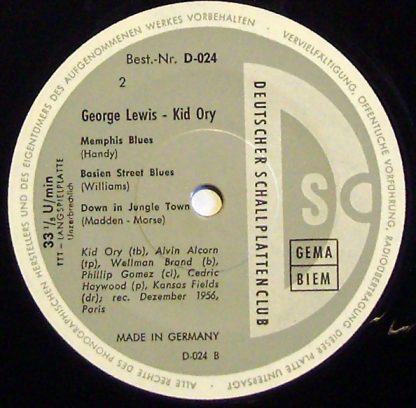 ALLE RECHTE DES PHONOGRAPHISCHEN HERSTELLERS UND DES EIGENTÜMERS DES AUFGENOMMENEN WERKES VORBEHALTEN · VERVIELFÄLTIGUNG, ÖFFENTLICHE VORFÜHRUNG, RADIOÜBERTRAGUNG DIESER PLATTE UNTERSAGT ·
Best.-Nr. D-024
2
George Lewis - Kid Ory
Memphis Blues
(Handy)
Basien Street Blues
(Williams)
Down in Jungle Town
(Madden - Morse)
Kid Ory (tb), Alvin Alcorn
(tp), Wellman Brand (b),
Phillip Gomez (cl), Cedric
Haywood (p), Kansas Fields
(dr); rec. Dezember 1956,
Paris
MADE IN GERMANY
D-024 B
33 1/3 U/min
TTT - LANGSPIELPLATTE
Unzerbrechlich
DEUTSCHER SCHALLPLATTENCLUB
SC
GEMA
BIEM